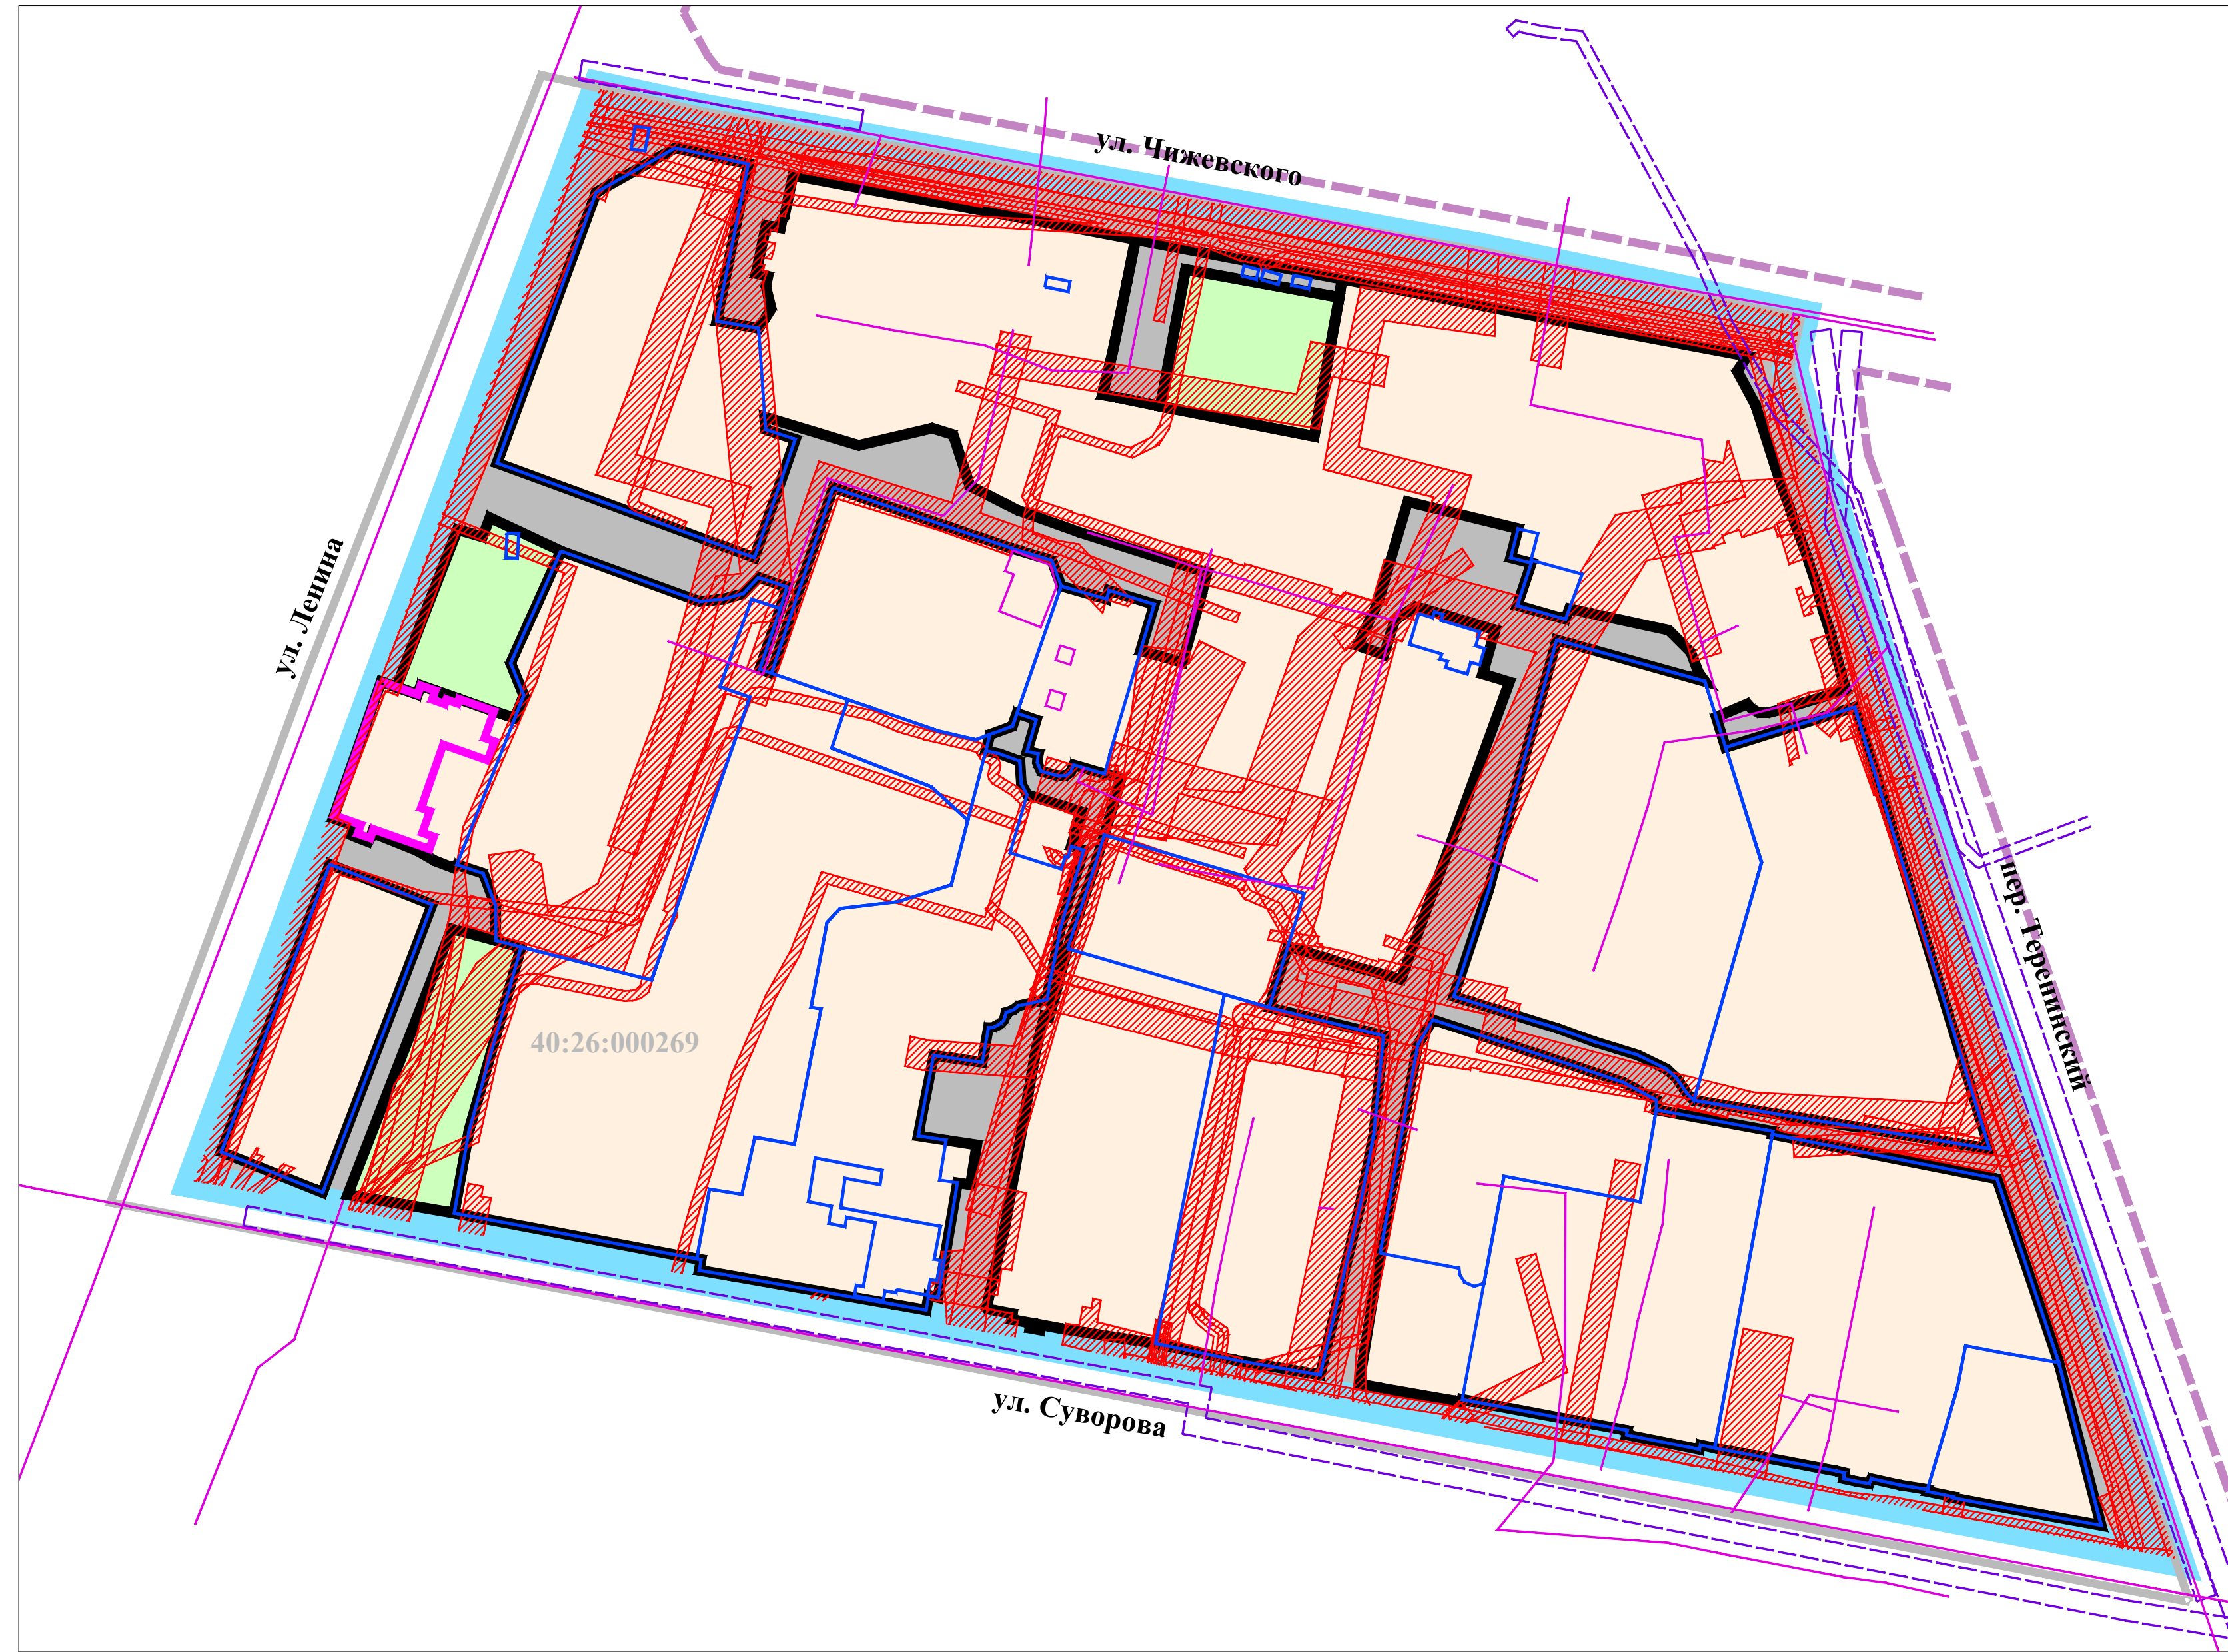 ул. Чижевского
ул. Ленина
пер. Теренинский
40:26:000269
ул. Суворова